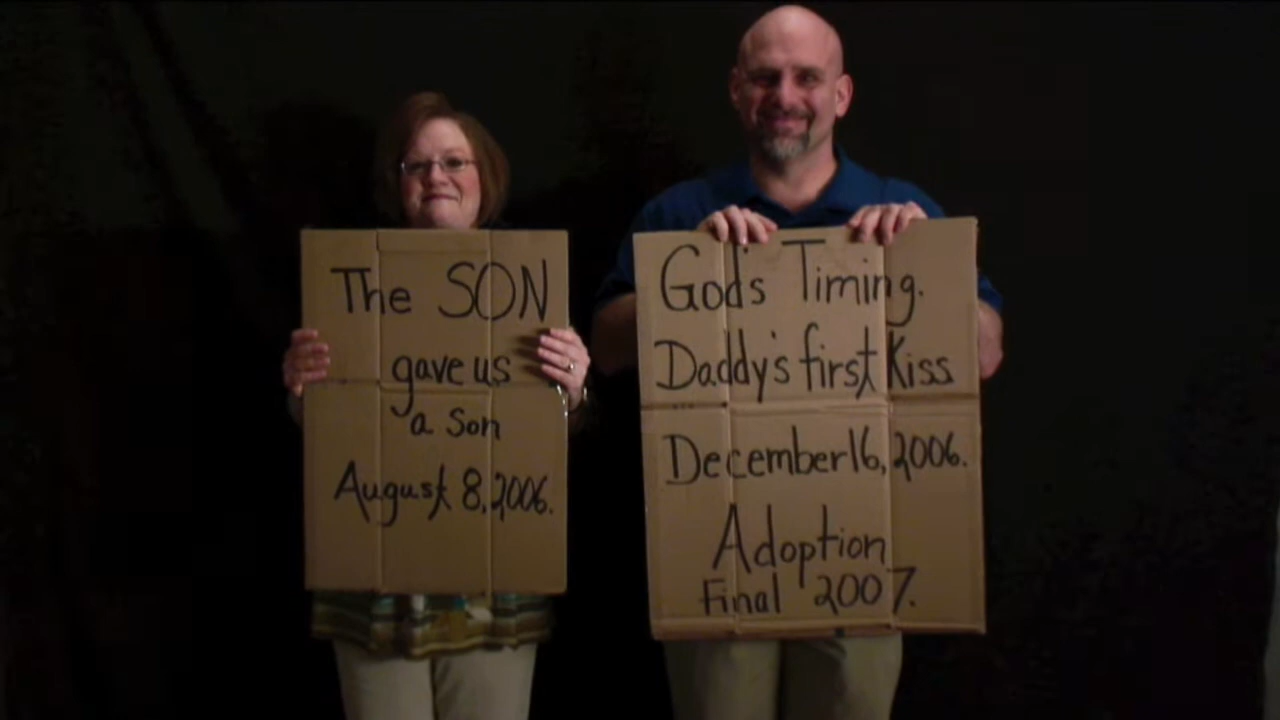 The SON
gave us
a son
August 8, 2006.
God's Timing.
Daddy's first Kiss
December 16, 2006.
Adoption
Final 2007.